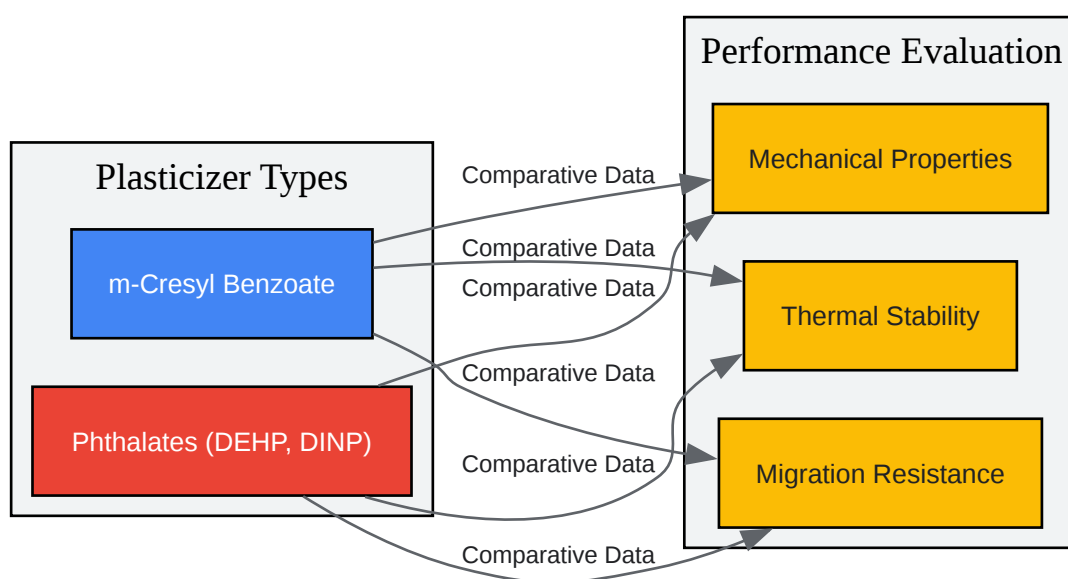 Plasticizer Types
m-Cresyl Benzoate
Phthalates (DEHP, DINP)
Comparative Data
Comparative Data
Comparative Data
Comparative Data
Comparative Data
Comparative Data
Performance Evaluation
Mechanical Properties
Thermal Stability
Migration Resistance